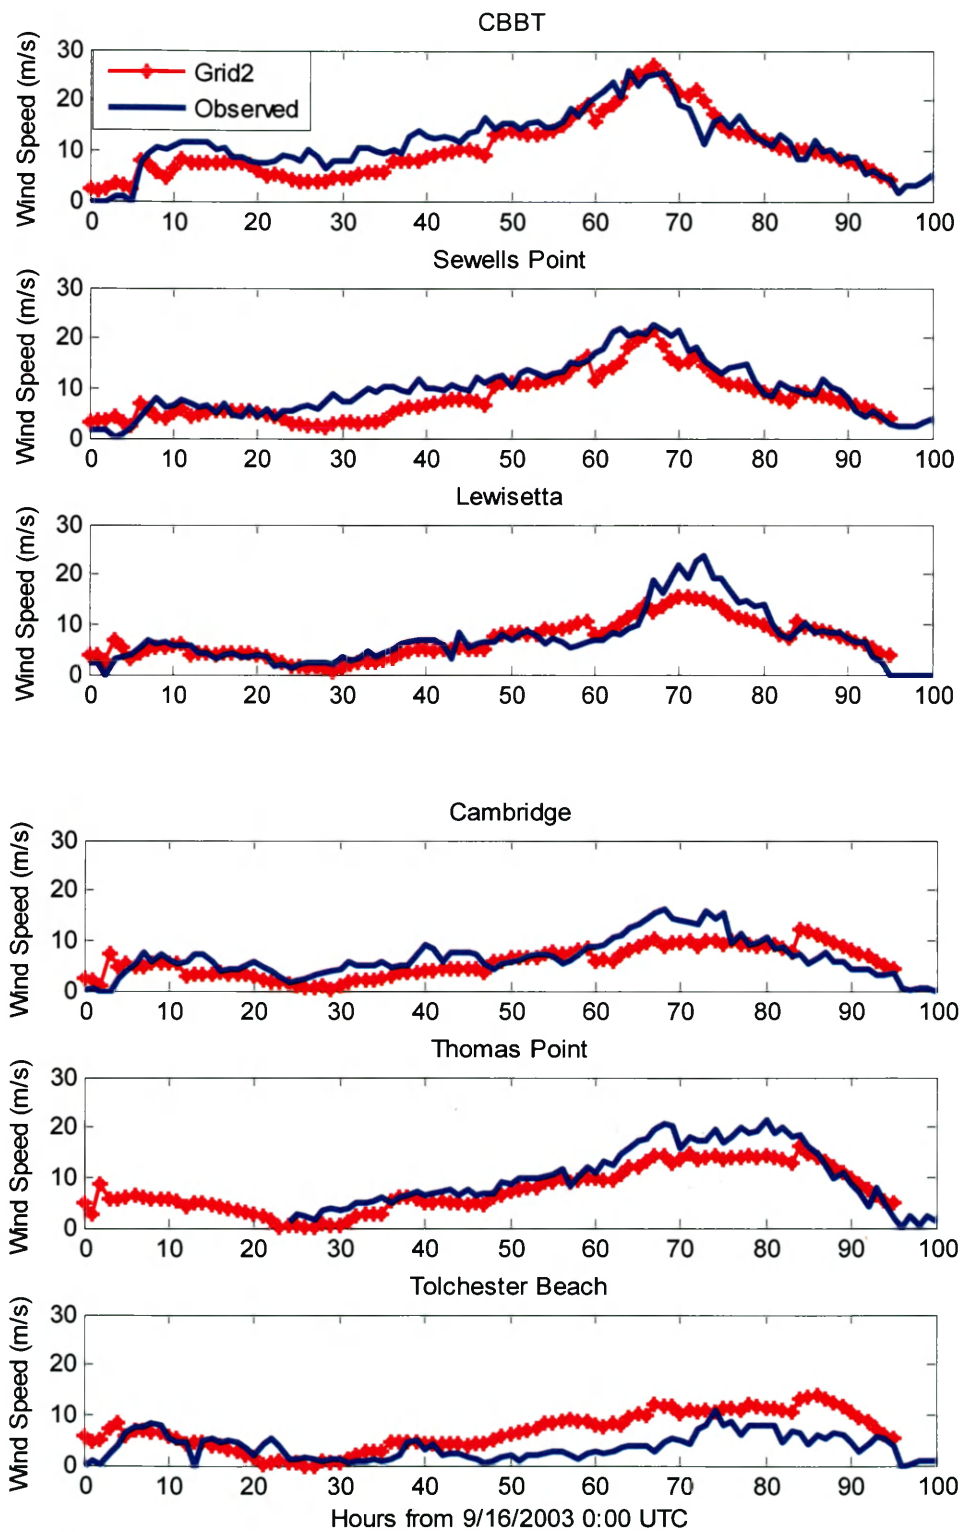 CBBT
Wind Speed (m/s)
30
20
10
0
Grid2
Observed
0 10 20 30 40 50 60 70 80 90 100
Sewells Point
Wind Speed (m/s)
30
20
10
0
0 10 20 30 40 50 60 70 80 90 100
Lewisetta
Wind Speed (m/s)
30
20
10
0
0 10 20 30 40 50 60 70 80 90 100
Cambridge
Wind Speed (m/s)
30
20
10
0
0 10 20 30 40 50 60 70 80 90 100
Thomas Point
Wind Speed (m/s)
30
20
10
0
0 10 20 30 40 50 60 70 80 90 100
Tolchester Beach
Wind Speed (m/s)
30
20
10
0
0 10 20 30 40 50 60 70 80 90 100
Hours from 9/16/2003 0:00 UTC